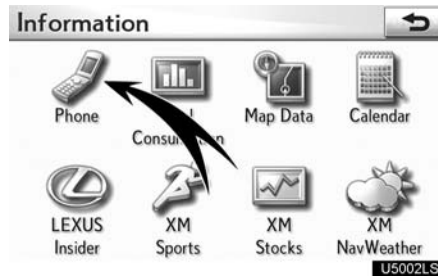 Information
Phone
Map Data
Calendar
LEXUS
Insider
XM
Sports
XM
Stocks
XM
NavWeather
U5002LS